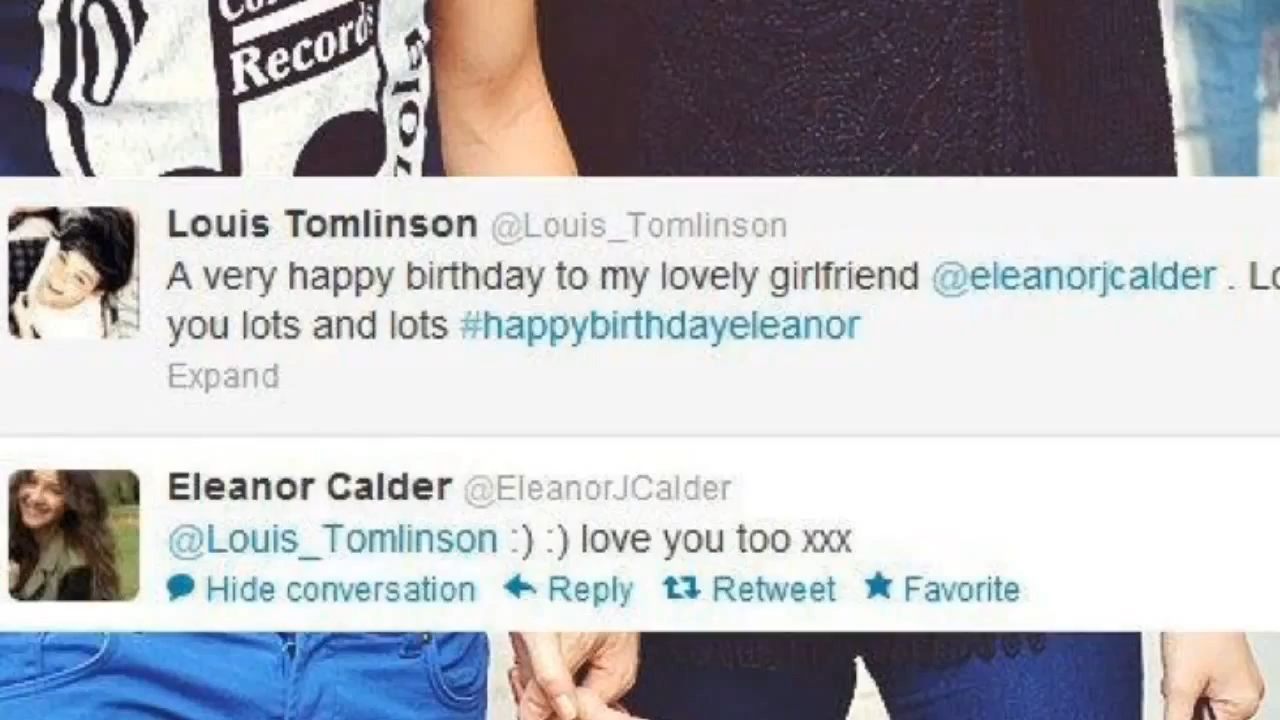 Records
Louis Tomlinson @Louis_Tomlinson
A very happy birthday to my lovely girlfriend @eleanorjcalder .
you lots and lots #happybirthdayeleanor
Expand
Eleanor Calder @EleanorJCalder
@Louis_Tomlinson :) :) love you too xxx
Hide conversation Reply Retweet Favorite